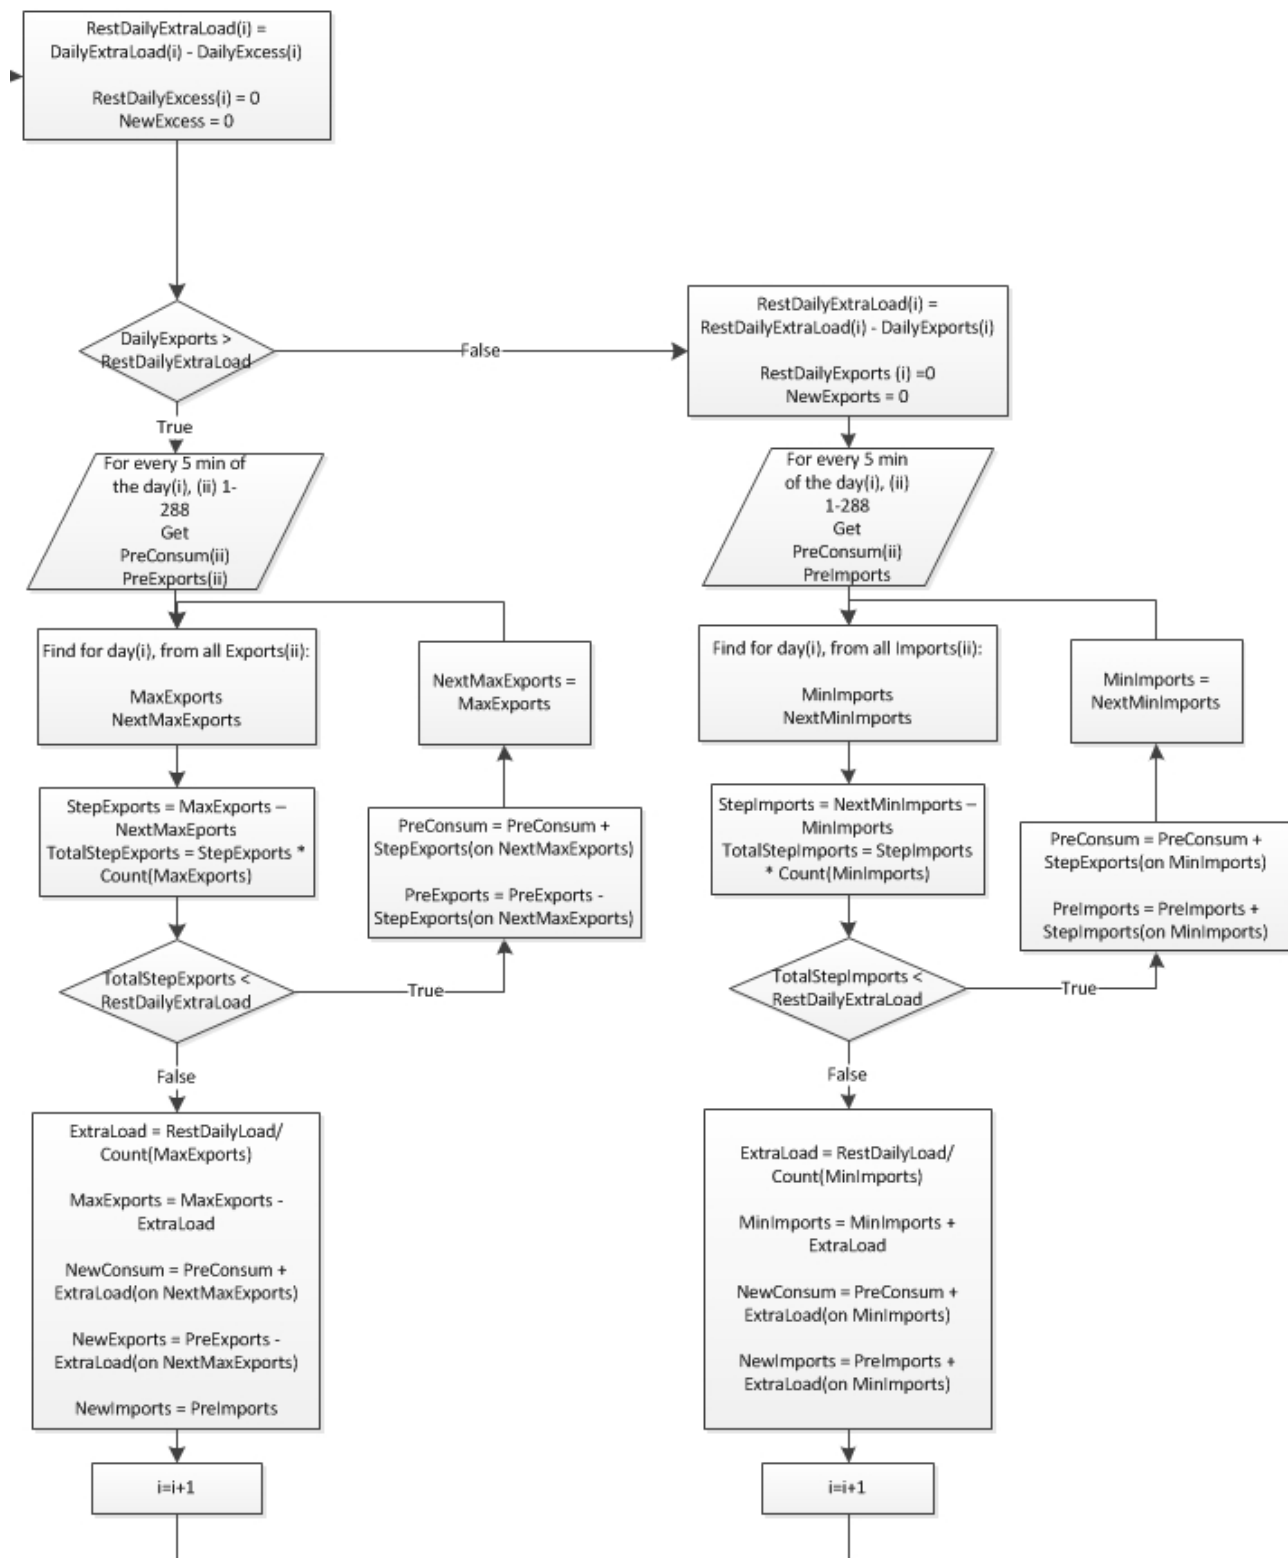 RestDailyExtraLoad(i) =
DailyExtraLoad(i) - DailyExcess(i)
RestDailyExcess(i) = 0
NewExcess = 0
DailyExports >
RestDailyExtraLoad
False
RestDailyExtraLoad(i) =
RestDailyExtraLoad(i) - DailyExports(i)
RestDailyExports (i) =0
NewExports = 0
True
For every 5 min of
the day(i), (ii) 1-
288
Get
PreConsum(ii)
PreExports(ii)
For every 5 min
of the day(i), (ii)
1-288
Get
PreConsum(ii)
PreImports
Find for day(i), from all Exports(ii):
MaxExports
NextMaxExports
NextMaxExports =
MaxExports
Find for day(i), from all Imports(ii):
MinImports
NextMinImports
MinImports =
NextMinImports
StepExports = MaxExports –
NextMaxEports
TotalStepExports = StepExports *
Count(MaxExports)
PreConsum = PreConsum +
StepExports(on NextMaxExports)
PreExports = PreExports -
StepExports(on NextMaxExports)
StepImports = NextMinImports –
MinImports
TotalStepImports = StepImports
* Count(MinImports)
PreConsum = PreConsum +
StepExports(on MinImports)
PreImports = PreImports +
StepImports(on MinImports)
TotalStepExports <
RestDailyExtraLoad
True
TotalStepImports <
RestDailyExtraLoad
True
False
False
ExtraLoad = RestDailyLoad/
Count(MaxExports)
MaxExports = MaxExports -
ExtraLoad
NewConsum = PreConsum +
ExtraLoad(on NextMaxExports)
NewExports = PreExports -
ExtraLoad(on NextMaxExports)
NewImports = PreImports
ExtraLoad = RestDailyLoad/
Count(MinImports)
MinImports = MinImports +
ExtraLoad
NewConsum = PreConsum +
ExtraLoad(on MinImports)
NewImports = PreImports +
ExtraLoad(on MinImports)
i=i+1
i=i+1